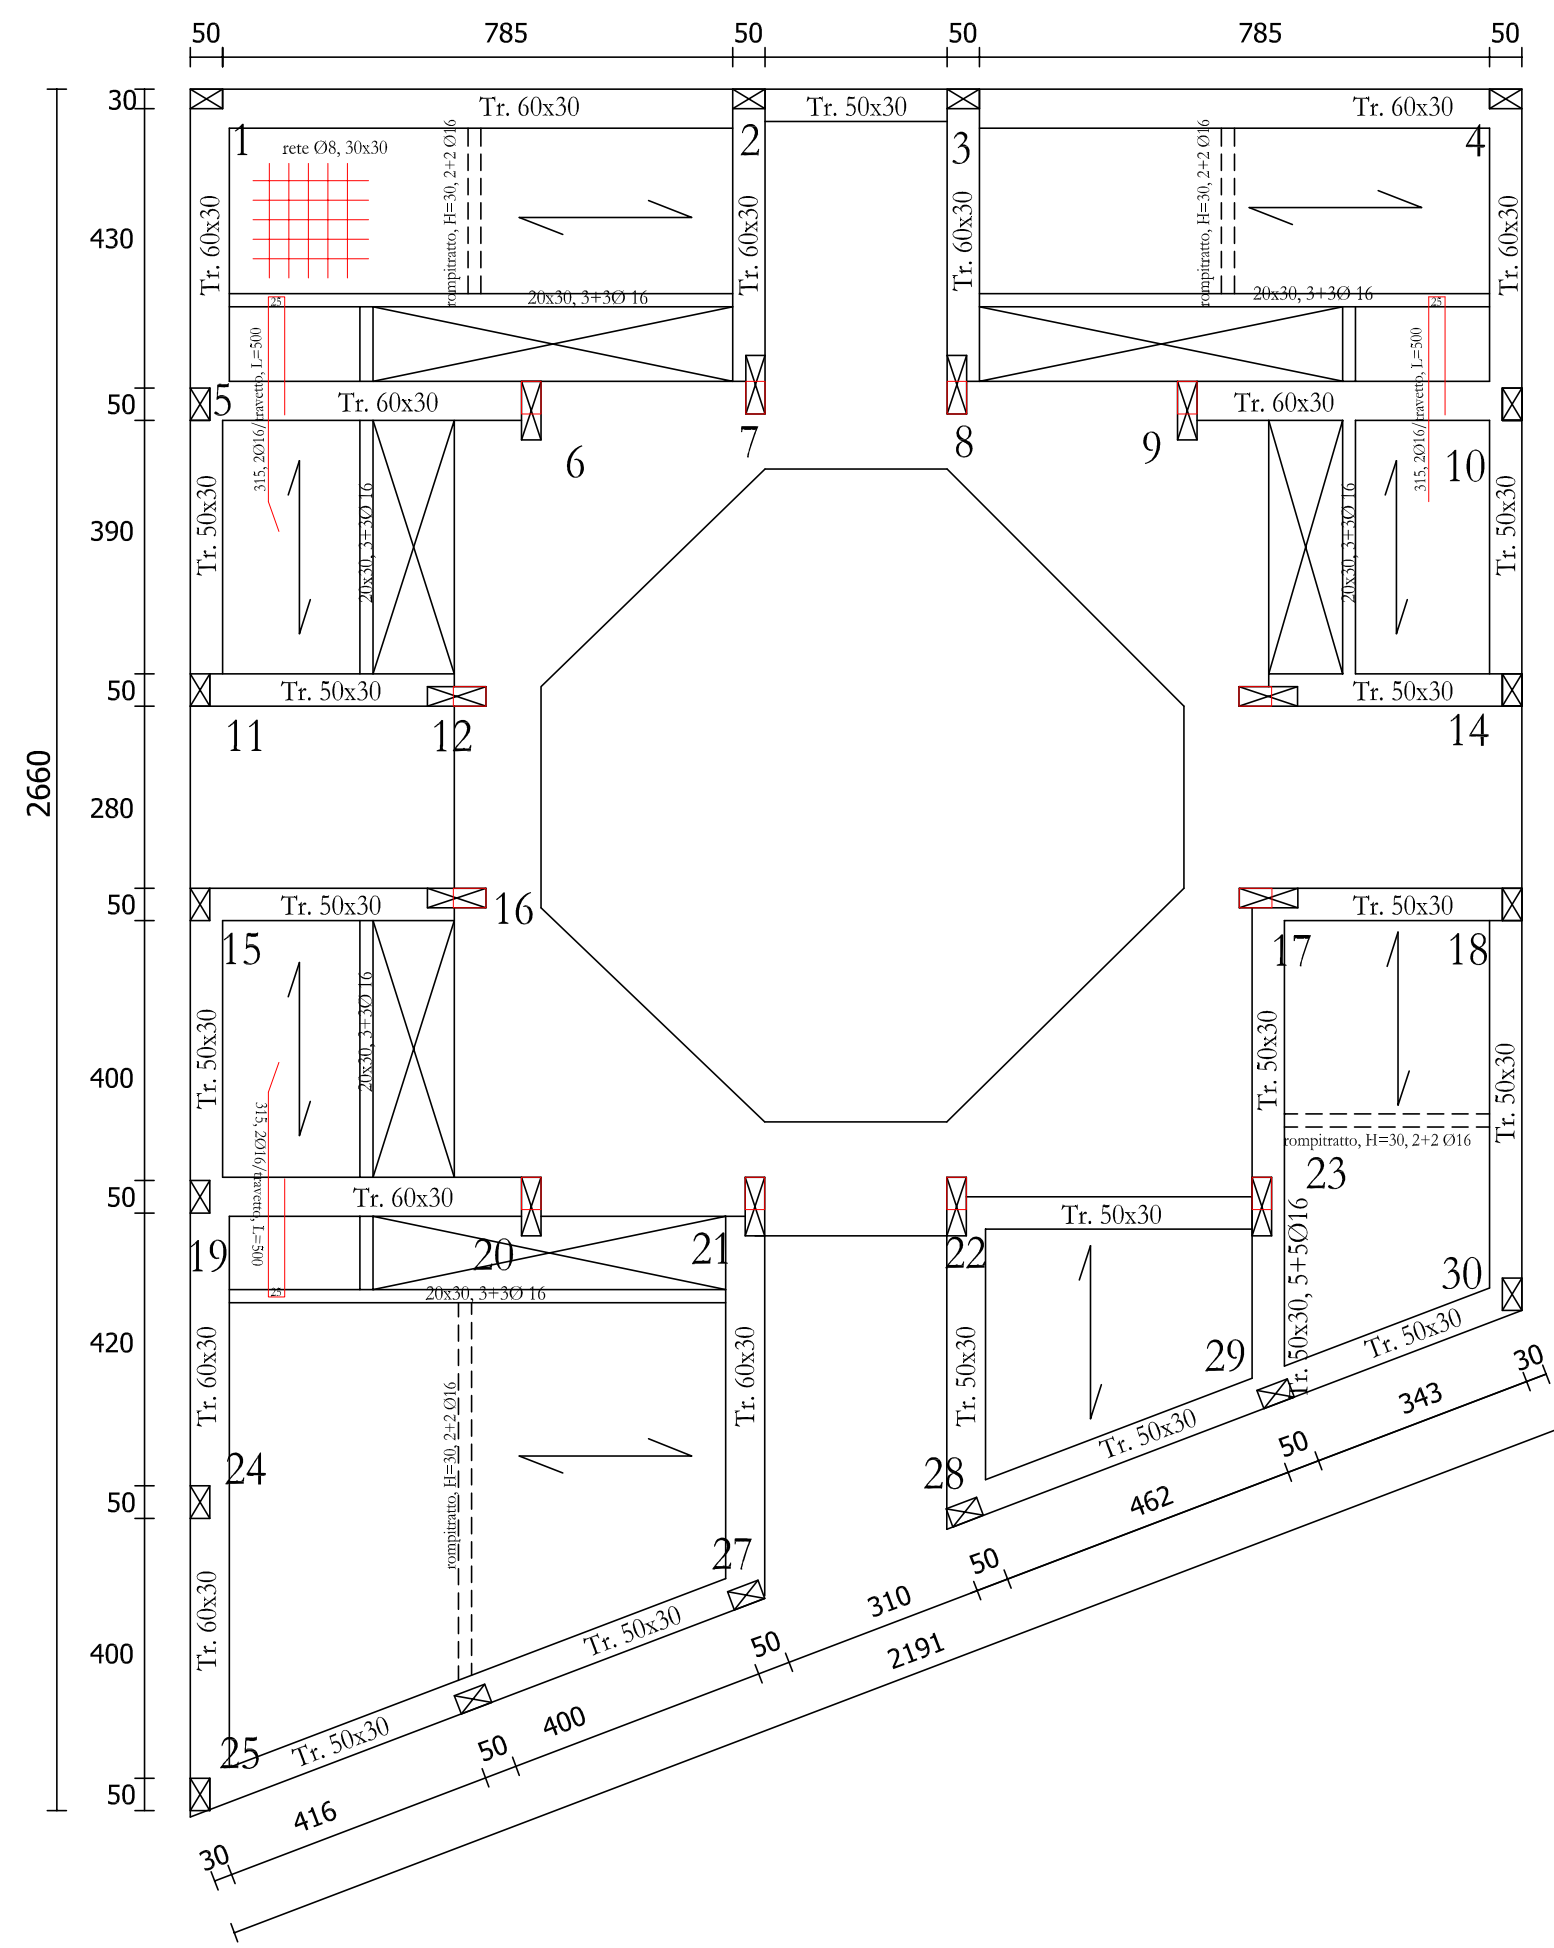 50
785
50
50
785
50
30
Tr. 60x30
Tr. 50x30
Tr. 60x30
1
rete Ø8, 30x30
2
3
4
rompitratto, H=30, 2+2 Ø16
rompitratto, H=30, 2+2 Ø16
430
Tr. 60x30
Tr. 60x30
Tr. 60x30
Tr. 60x30
25
20x30, 3+3Ø 16
20x30, 3+3Ø 16
25
315, 2Ø16/travetto, L=500
315, 2Ø16/travetto, L=500
50
5
Tr. 60x30
Tr. 60x30
6
7
8
9
10
390
Tr. 50x30
20x30, 3+3Ø 16
20x30, 3+3Ø 16
Tr. 50x30
50
Tr. 50x30
Tr. 50x30
11
12
14
2660
280
50
Tr. 50x30
16
Tr. 50x30
15
17
18
400
Tr. 50x30
20x30, 3+3Ø 16
Tr. 50x30
Tr. 50x30
rompitratto, H=30, 2+2 Ø16
315, 2Ø16/travetto, L=500
23
50
Tr. 60x30
Tr. 50x30
19
20
21
22
25
20x30, 3+3Ø 16
Tr. 50x30, 5+5Ø16
30
420
Tr. 60x30
Tr. 60x30
Tr. 50x30
29
Tr. 50x30
30
343
rompitratto, H=30, 2+2 Ø16
24
Tr. 50x30
28
50
50
462
27
50
400
Tr. 60x30
Tr. 50x30
310
50
2191
25
Tr. 50x30
400
50
50
416
30